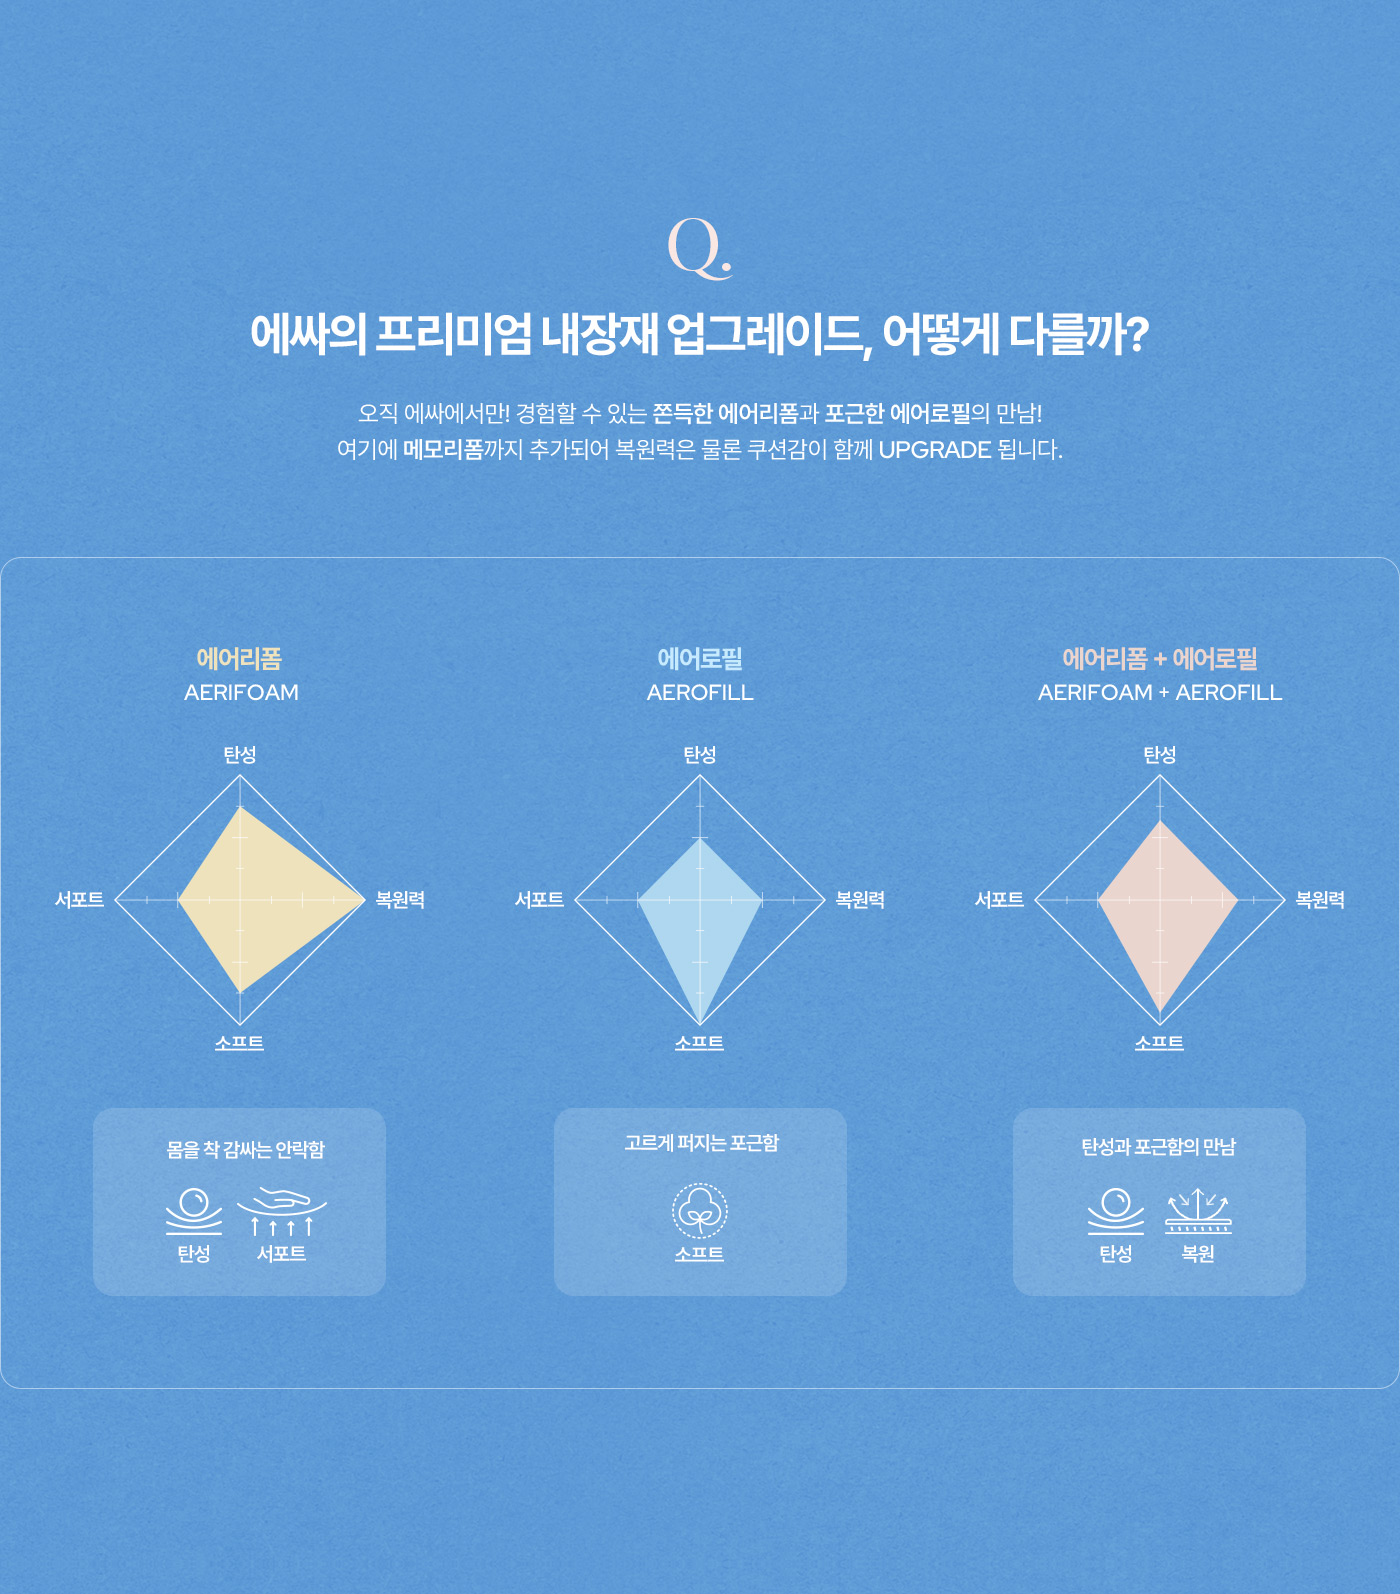 Q.
에싸의 프리미엄 내장재 업그레이드, 어떻게 다를까?
오직 에싸에서만! 경험할 수 있는 쫀득한 에어리폼과 포근한 에어로필의 만남!
여기에 메모리폼까지 추가되어 복원력은 물론 쿠션감이 함께 UPGRADE 됩니다.
에어리폼
AERIFOAM
탄성
서포트
복원력
소프트
몸을 착 감싸는 안락함
탄성
서포트
에어로필
AEROFILL
탄성
서포트
복원력
소프트
고르게 퍼지는 포근함
소프트
에어리폼 + 에어로필
AERIFOAM + AEROFILL
탄성
서포트
복원력
소프트
탄성과 포근함의 만남
탄성
복원